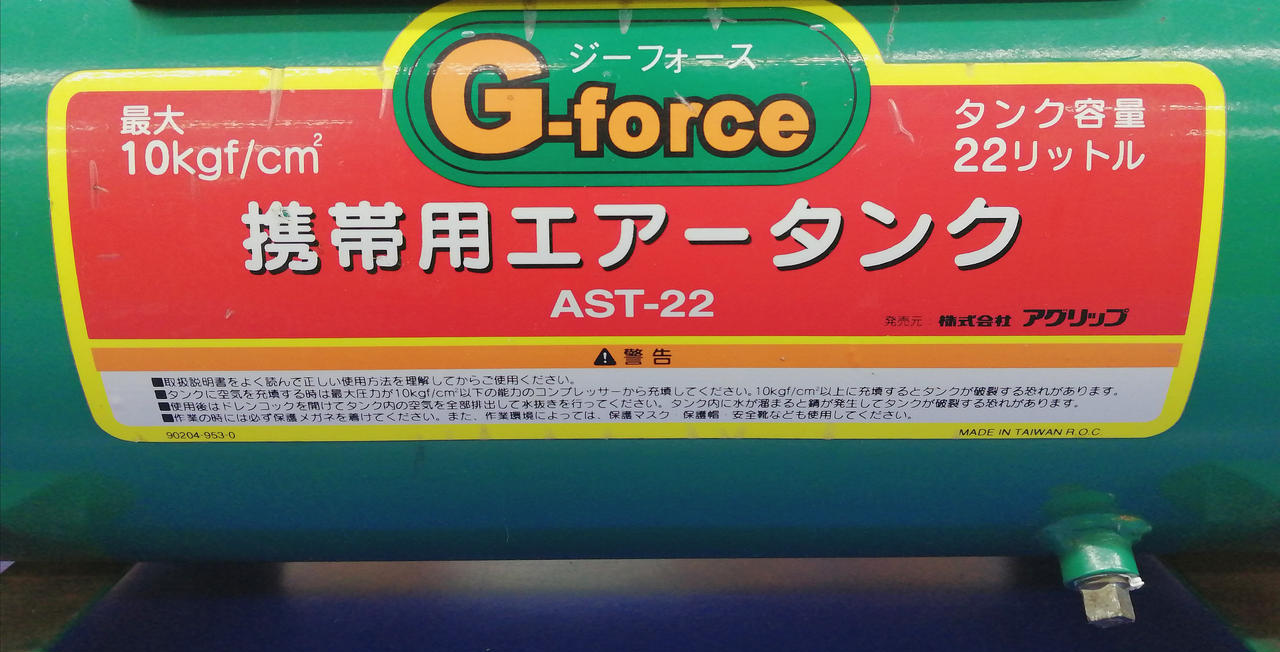 ジーフォース
G-force
最大
10kgf/cm²
タンク容量
22リットル
携帯用エアータンク
AST-22
発売元：株式会社 アグリップ
警告
■取扱説明書をよく読んで正しい使用方法を理解してからご使用ください。
■タンクに空気を充填する時は最大圧力が10kgf/cm²以下の能力のコンプレッサーから充填してください。10kgf/cm²以上に充填するとタンクが破裂する恐れがあります。
■使用後はドレンコックを開けてタンク内の空気を全部排出して水抜きを行ってください。タンク内に水が溜まると錆が発生してタンクが破裂する恐れがあります。
■作業の時には必ず保護メガネを着けてください。また、作業環境によっては、保護マスク 保護帽 安全靴なども使用してください。
90204-953-0
MADE IN TAIWAN R.O.C.